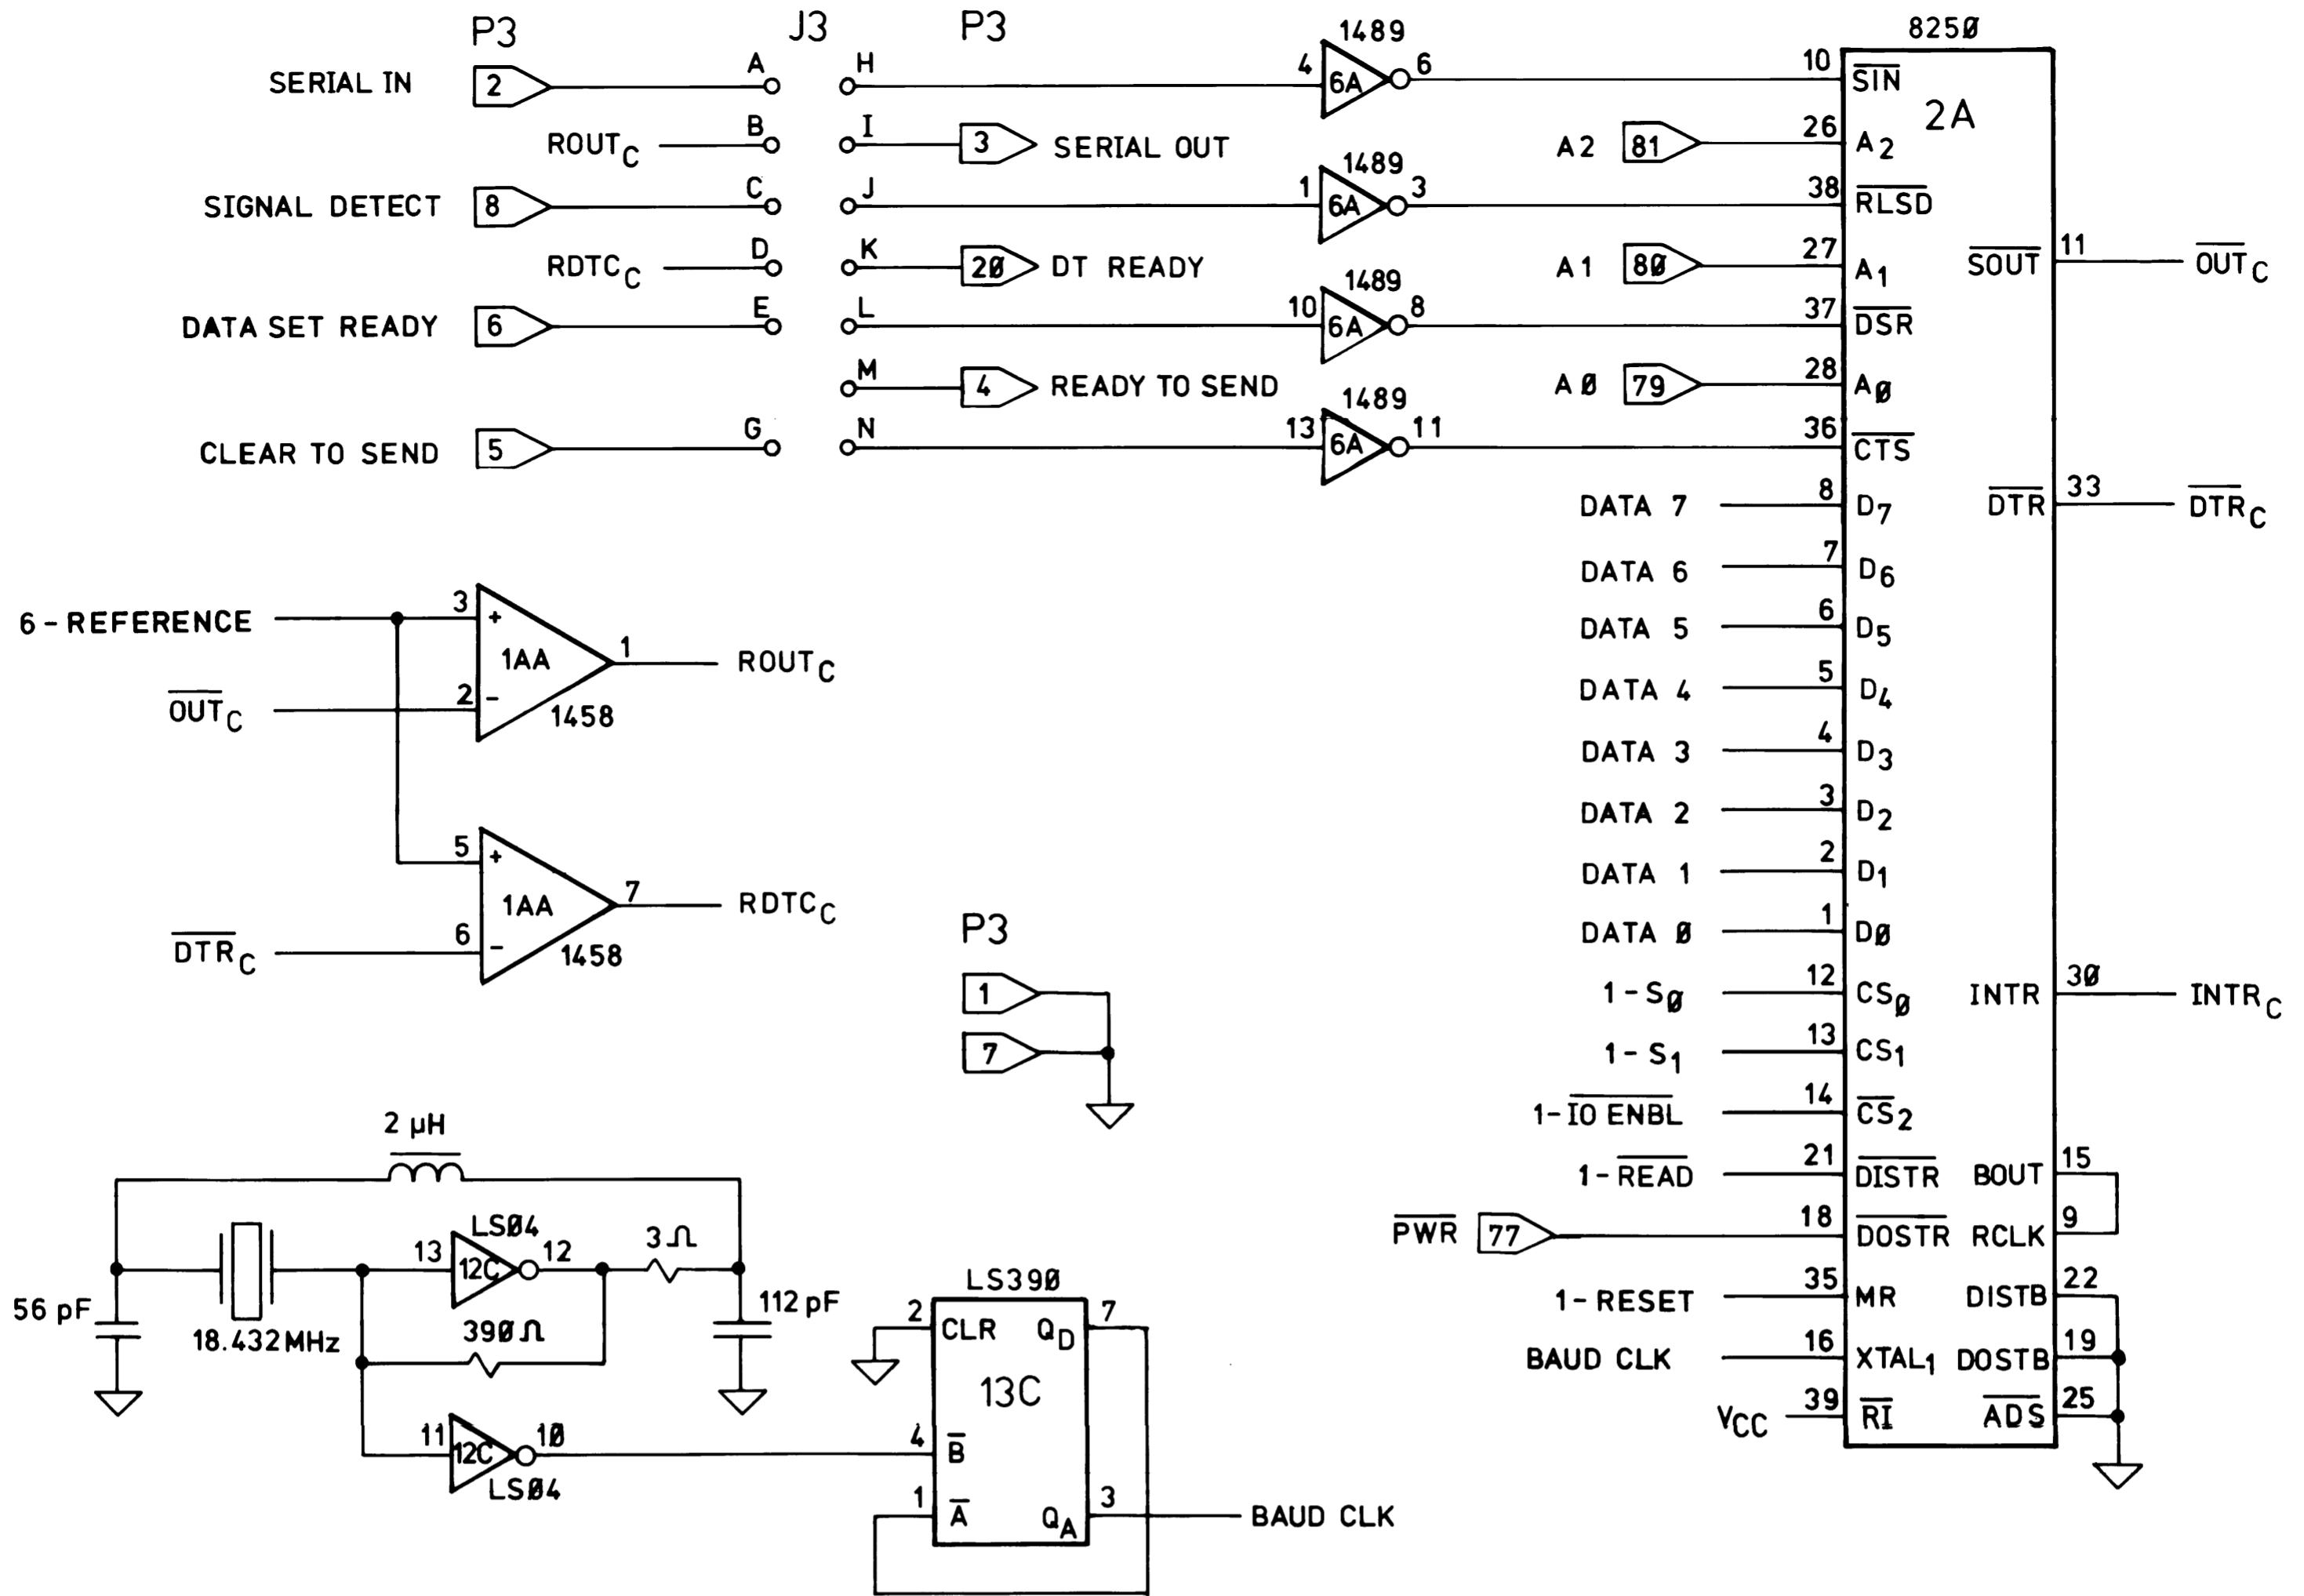 P3 J3 P3 1489 8250
SERIAL IN 2 A H 4 6A 6 10 SIN
2A
ROUTC B I 3 SERIAL OUT A2 81 26 A2
1489
SIGNAL DETECT 8 C J 1 6A 3 38 RLSD
RDTCC D K 20 DT READY A1 80 27 A1 SOUT 11 OUTC
1489
DATA SET READY 6 E L 10 6A 8 37 DSR
M 4 READY TO SEND A0 79 28 A0
1489
CLEAR TO SEND 5 G N 13 6A 11 36 CTS
DATA 7 8 D7 DTR 33 DTRC
DATA 6 7 D6
6-REFERENCE 3 + 1AA 1 ROUTC
DATA 5 6 D5
OUTC 2 - 1458
DATA 4 5 D4
DATA 3 4 D3
DATA 2 3 D2
5 + 1AA 7 RDTCC
DATA 1 2 D1
DTRC 6 - 1458
P3
DATA 0 1 D0
1
1-S0 12 CS0 INTR 30 INTRC
7
1-S1 13 CS1
1-IO ENBL 14 CS2
2 µH
1-READ 21 DISTR BOUT 15
PWR 77 18 DOSTR RCLK 9
LS04
13 12C 12 3Ω
1-RESET 35 MR DISTB 22
56 pF 18.432MHz 390Ω 112 pF
LS390
2 CLR QD 7
BAUD CLK 16 XTAL1 DOSTB 19
13C
VCC 39 RI ADS 25
11 12C 10 4 B
LS04
1 A QA 3 BAUD CLK